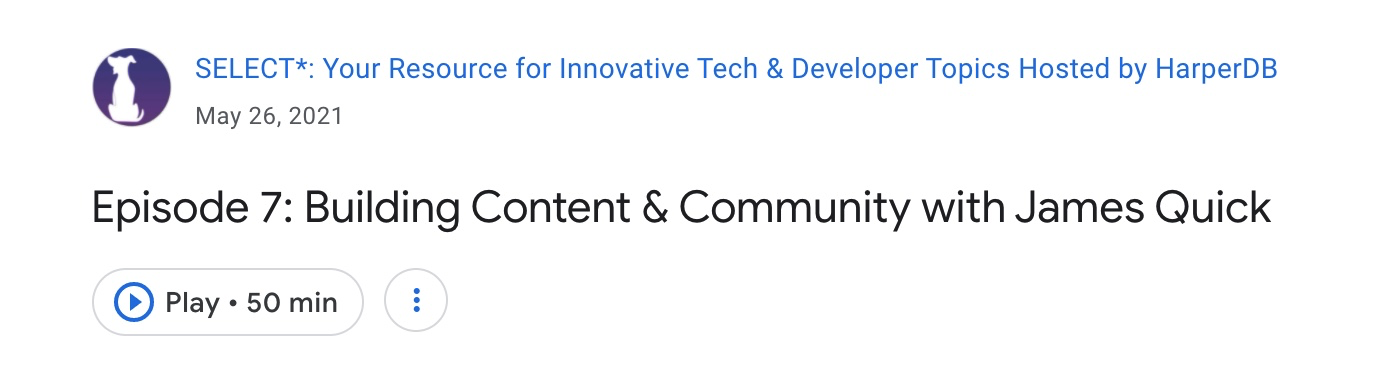 SELECT*: Your Resource for Innovative Tech & Developer Topics Hosted by HarperDB
May 26, 2021
Episode 7: Building Content & Community with James Quick
Play • 50 min